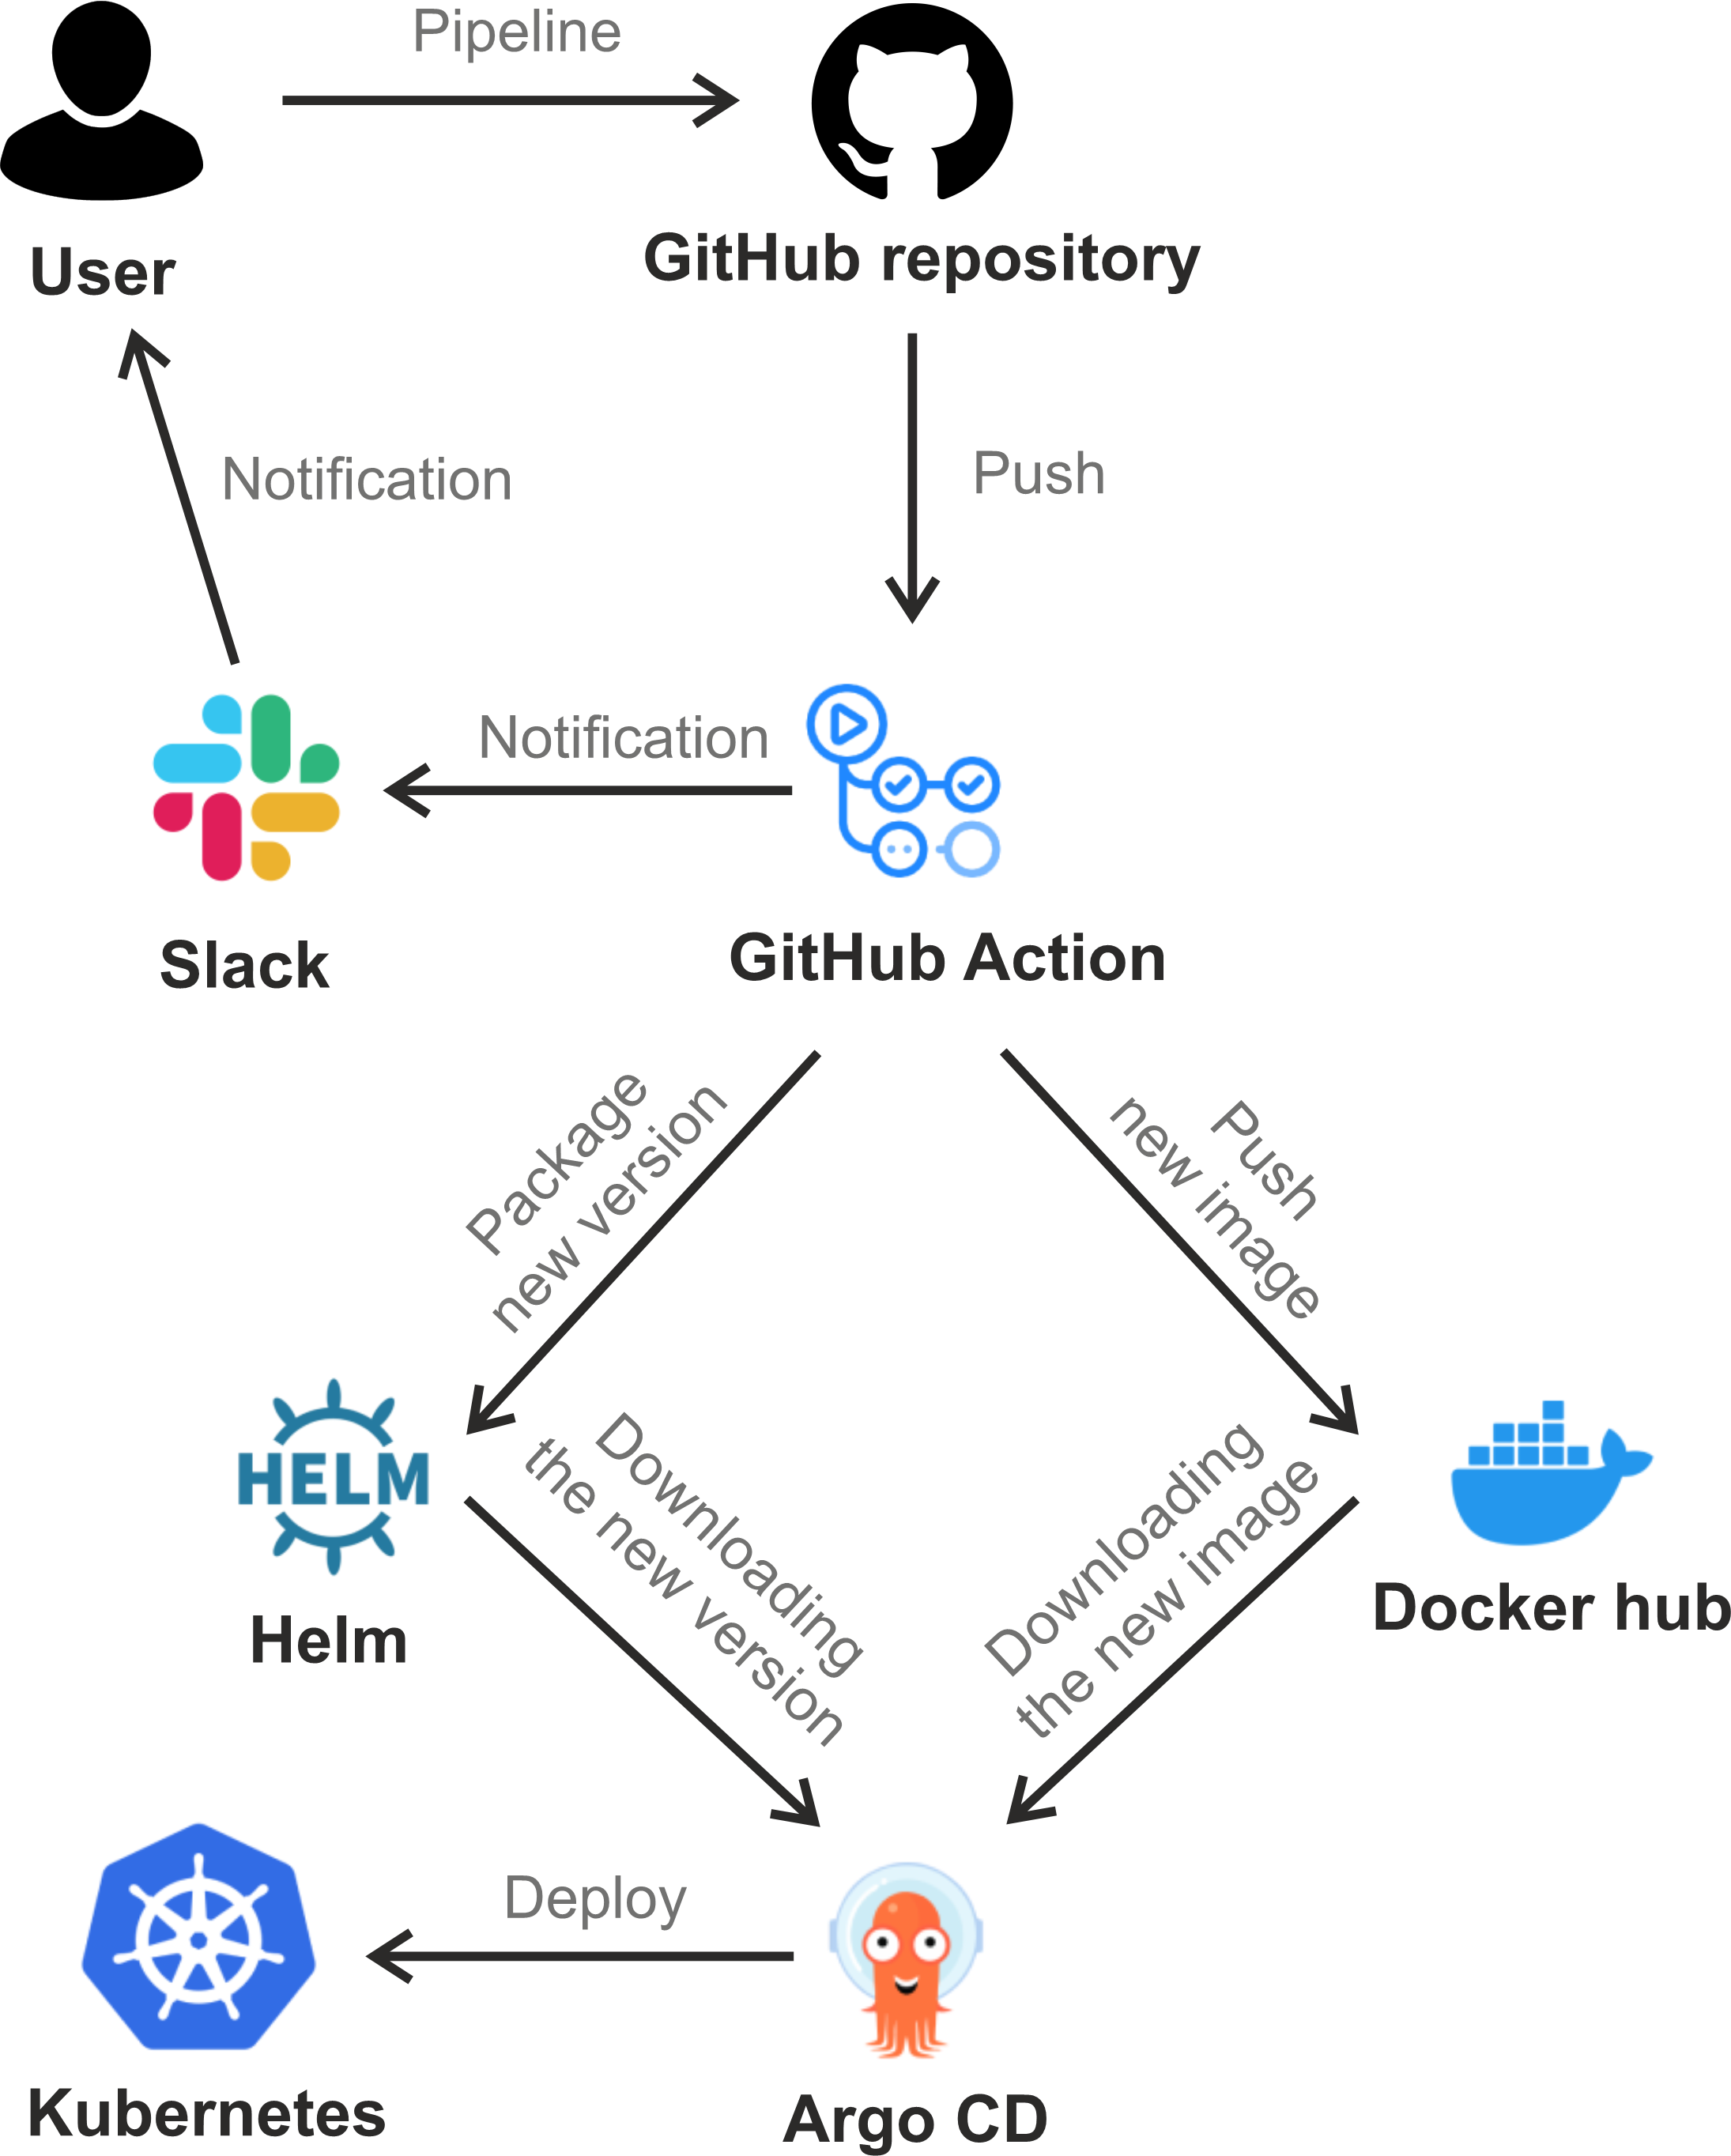 Pipeline
User
GitHub repository
Notification
Push
Notification
Slack
GitHub Action
Package
new version
Push
new image
HELM
Helm
Downloading
the new version
Downloading
the new image
Docker hub
Deploy
Kubernetes
Argo CD